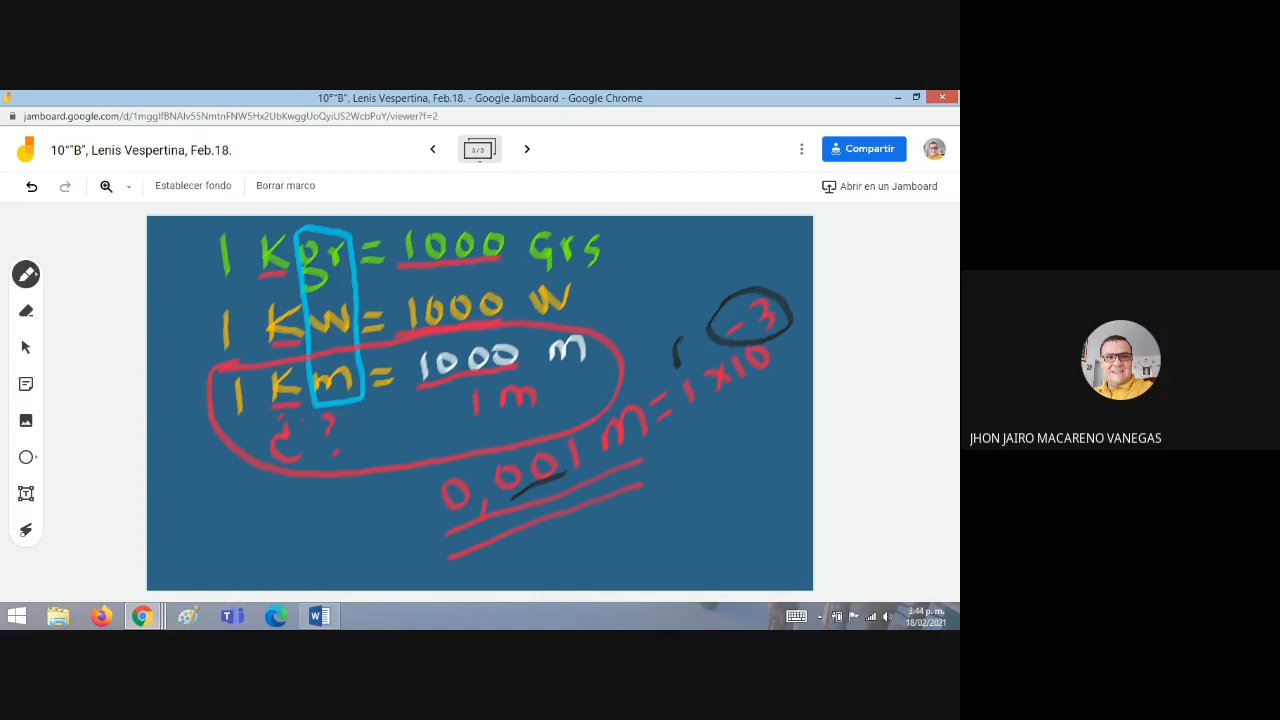 10°"B", Lenis Vespertina, Feb.18. - Google Jamboard - Google Chrome
jamboard.google.com/d/1mggIfBNAIv55NmtnFNW5Hx2UbKwggUoQyiUS2WcbPuY/viewer?f=2
10°"B", Lenis Vespertina, Feb.18.
3/3
Compartir
Establecer fondo
Borrar marco
Abrir en un Jamboard
1 Kgr = 1000 Grs
1 KW = 1000 W
1 Km = 1000 m
¿ ? 1 m
0,001 m = 1 x 10 -3
JHON JAIRO MACARENO VANEGAS
3:44 p. m.
18/02/2021